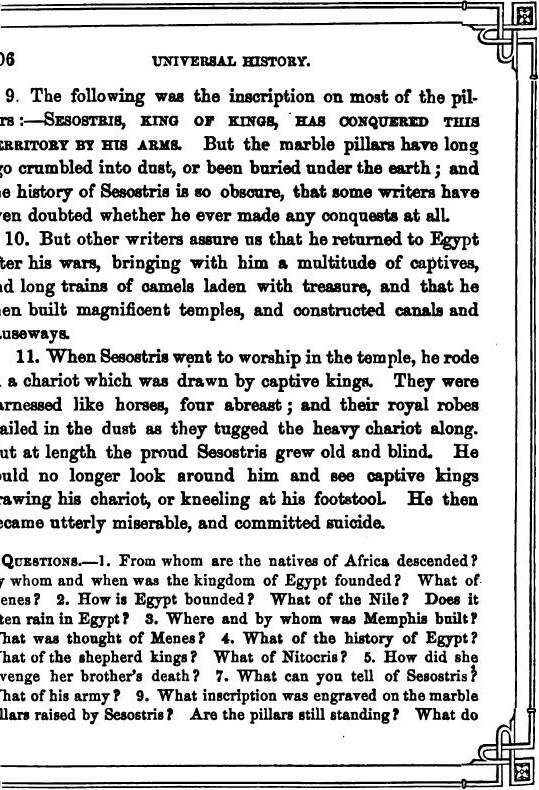 06 UNIVERSAL HISTORY.
9. The following was the inscription on most of the pil-
rs:—SESOSTRIS, KING OF KINGS, HAS CONQUERED THIS
ERRITORY BY HIS ARMS. But the marble pillars have long
go crumbled into dust, or been buried under the earth; and
e history of Sesostris is so obscure, that some writers have
ven doubted whether he ever made any conquests at all.
10. But other writers assure us that he returned to Egypt
ter his wars, bringing with him a multitude of captives,
nd long trains of camels laden with treasure, and that he
en built magnificent temples, and constructed canals and
auseways.
11. When Sesostris went to worship in the temple, he rode
a chariot which was drawn by captive kings. They were
arnessed like horses, four abreast; and their royal robes
ailed in the dust as they tugged the heavy chariot along.
ut at length the proud Sesostris grew old and blind. He
ould no longer look around him and see captive kings
rawing his chariot, or kneeling at his footstool. He then
ecame utterly miserable, and committed suicide.
QUESTIONS.—1. From whom are the natives of Africa descended?
y whom and when was the kingdom of Egypt founded? What of
enes? 2. How is Egypt bounded? What of the Nile? Does it
ten rain in Egypt? 3. Where and by whom was Memphis built?
hat was thought of Menes? 4. What of the history of Egypt?
hat of the shepherd kings? What of Nitocris? 5. How did she
venge her brother's death? 7. What can you tell of Sesostris?
hat of his army? 9. What inscription was engraved on the marble
llars raised by Sesostris? Are the pillars still standing? What do